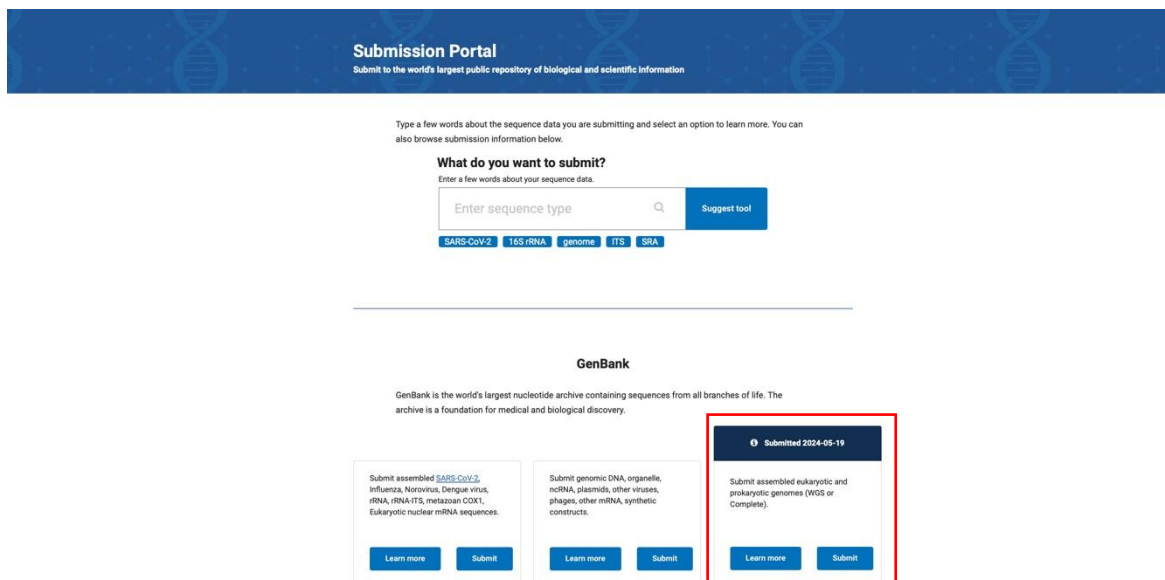 Submission Portal
Submit to the world's largest public repository of biological and scientific information
Type a few words about the sequence data you are submitting and select an option to learn more. You can
also browse submission information below.
What do you want to submit?
Enter a few words about your sequence data.
Enter sequence type
Suggest tool
SARS-CoV-2 16S rRNA genome ITS SRA
GenBank
GenBank is the world's largest nucleotide archive containing sequences from all branches of life. The
archive is a foundation for medical and biological discovery.
Submit assembled SARS-CoV-2,
Influenza, Norovirus, Dengue virus,
rRNA, rRNA-ITS, metazoan COX1,
Eukaryotic nuclear mRNA sequences.
Learn more Submit
Submit genomic DNA, organelle,
ncRNA, plasmids, other viruses,
phages, other mRNA, synthetic
constructs.
Learn more Submit
Submitted 2024-05-19
Submit assembled eukaryotic and
prokaryotic genomes (WGS or
Complete).
Learn more Submit